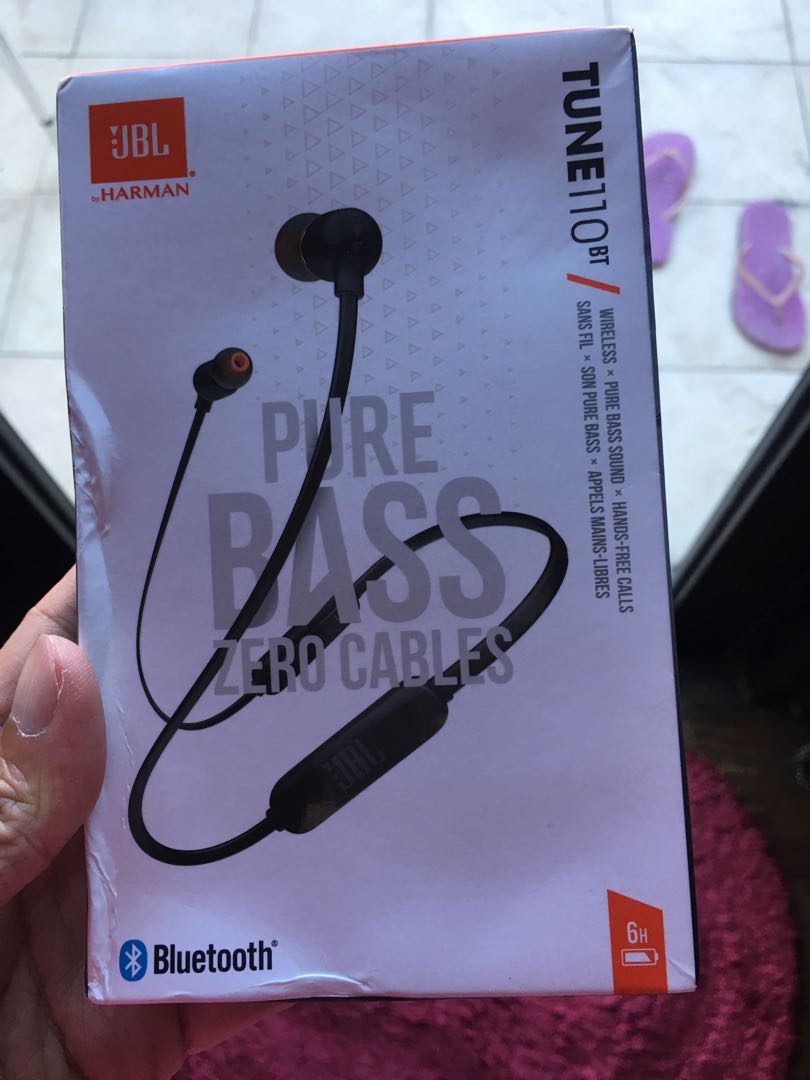 JBL
by HARMAN
TUNE110BT
WIRELESS × PURE BASS SOUND × HANDS-FREE CALLS
SANS FIL × SON PURE BASS × APPELS MAINS-LIBRES
PURE
BASS
ZERO CABLES
JBL
Bluetooth®
6H